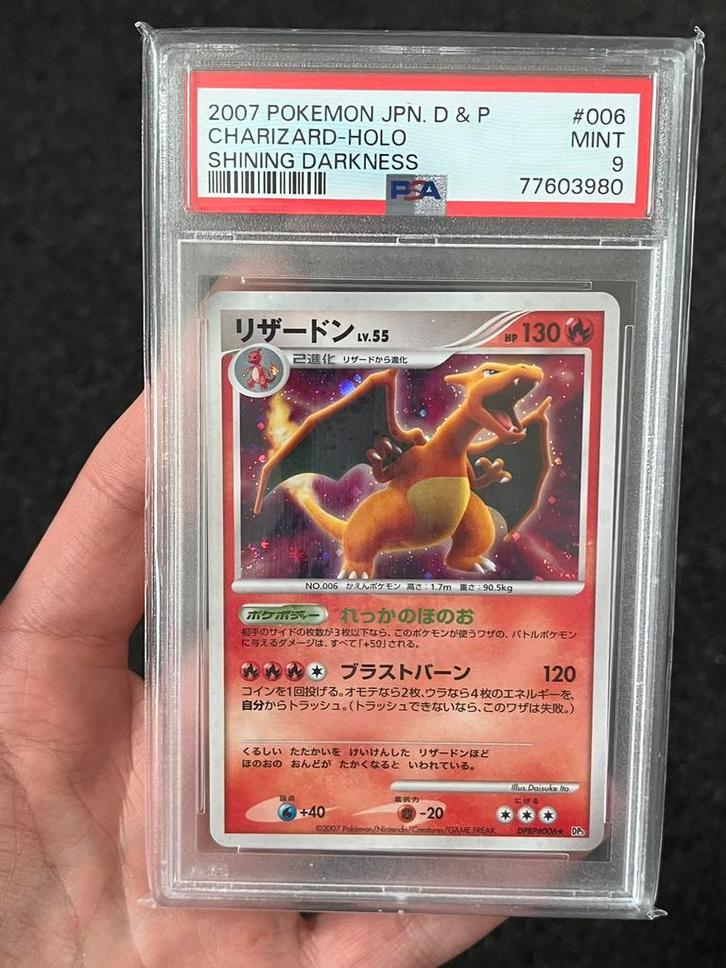 2007 POKEMON JPN. D & P #006
CHARIZARD-HOLO MINT
SHINING DARKNESS 9
PSA 77603980
リザードン LV.55 HP 130
2進化 リザードから進化
NO.006 かえんポケモン 高さ:1.7m 重さ:90.5kg
ポケボディー れっかのほのお
相手のサイドの枚数が3枚以下なら、このポケモンが使うワザの、バトルポケモン
に与えるダメージは、すべて「+50」される。
ブラストバーン 120
コインを1回投げる。オモテなら2枚、ウラなら4枚のエネルギーを、
自分からトラッシュ。(トラッシュできないなら、このワザは失敗。)
くるしい たたかいを けいけんした リザードンほど
ほのおの おんどが たかくなると いわれている。
Illus. Daisuke Ito
弱点 抵抗力 にげる
+40 -20
©2007 Pokémon/Nintendo/Creatures/GAME FREAK. DPBP#006★